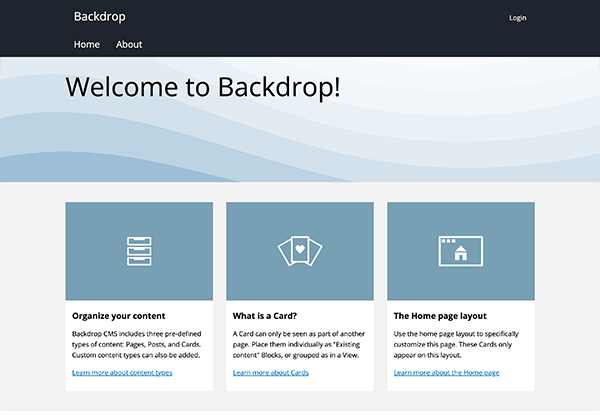 Backdrop
Login
Home About
Welcome to Backdrop!
Organize your content
Backdrop CMS includes three pre-defined
types of content: Pages, Posts, and Cards.
Custom content types can also be added.
Learn more about content types
What is a Card?
A Card can only be seen as part of another
page. Place them individually as "Existing
content" Blocks, or grouped as in a View.
Learn more about Cards
The Home page layout
Use the home page layout to specifically
customize this page. These Cards only
appear on this layout.
Learn more about the Home page